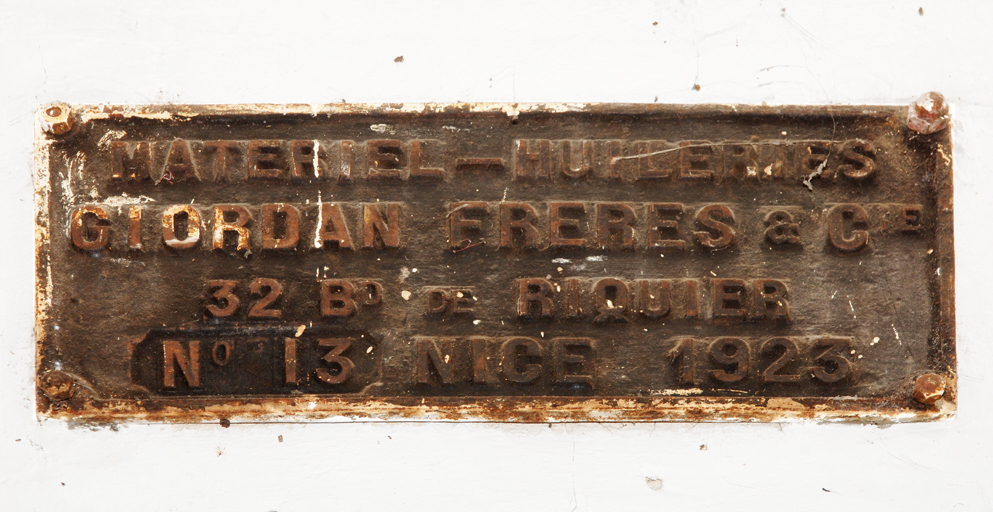 MATERIEL — HUILERIES
GIORDAN FRERES & CIE
32 BD DE RIQUIER
NO 13 NICE 1923